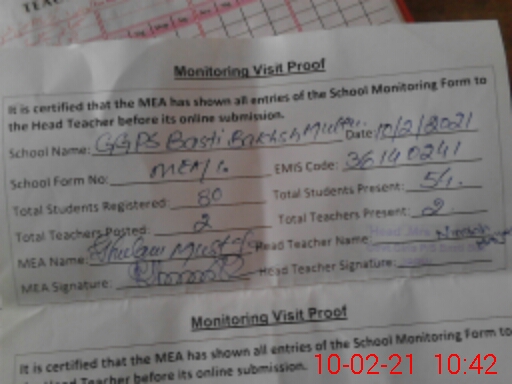 Monitoring Visit Proof
It is certified that the MEA has shown all entries of the School Monitoring Form to
the Head Teacher before its online submission.
School Name: GGPS Basti Bakhsh Date: 10/2/2021
School Form No: MEA/1. EMIS Code: 36140241
Total Students Registered: 80 Total Students Present: 54.
Total Teachers Posted: 2 Total Teachers Present: 2
MEA Name: Ghulam Mustafa Head Teacher Name:
MEA Signature: Head Teacher Signature:
Monitoring Visit Proof
It is certified that the MEA has shown all entries of the School Monitoring Form to
the Head Teacher before its online submission.
10-02-21 10:42